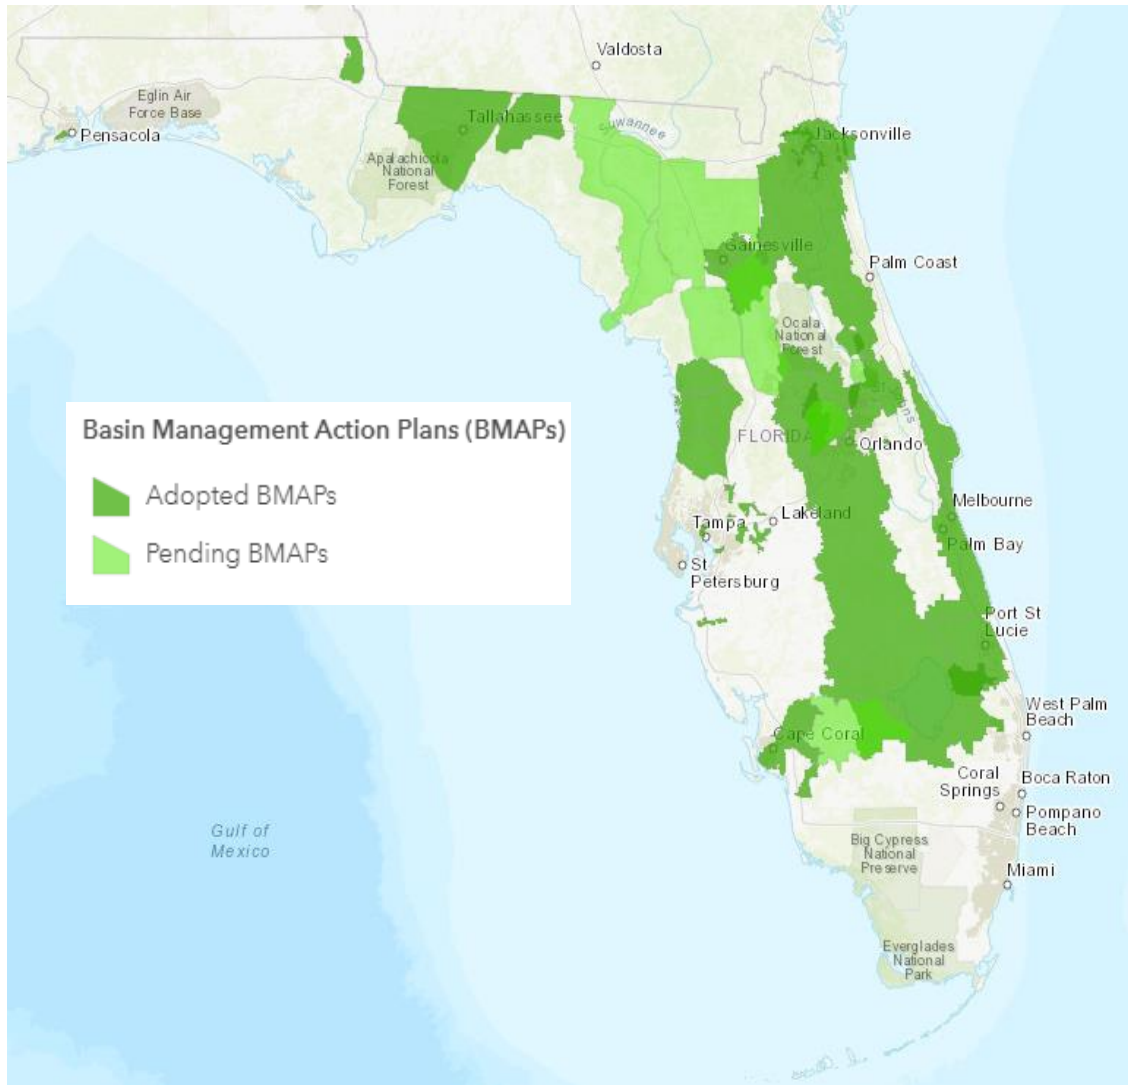 Valdosta
Eglin Air
Force Base
Pensacola
Tallahassee
Suwannee
Jacksonville
Apalachicola
National
Forest
Gainesville
Palm Coast
Ocala
National
Forest
Basin Management Action Plans (BMAPs)
Adopted BMAPs
Pending BMAPs
FLORIDA
Orlando
Melbourne
Lakeland
Tampa
Palm Bay
St
Petersburg
Port St
Lucie
West Palm
Beach
Cape Coral
Coral
Springs
Boca Raton
Pompano
Beach
Gulf of
Mexico
Big Cypress
National
Preserve
Miami
Everglades
National
Park